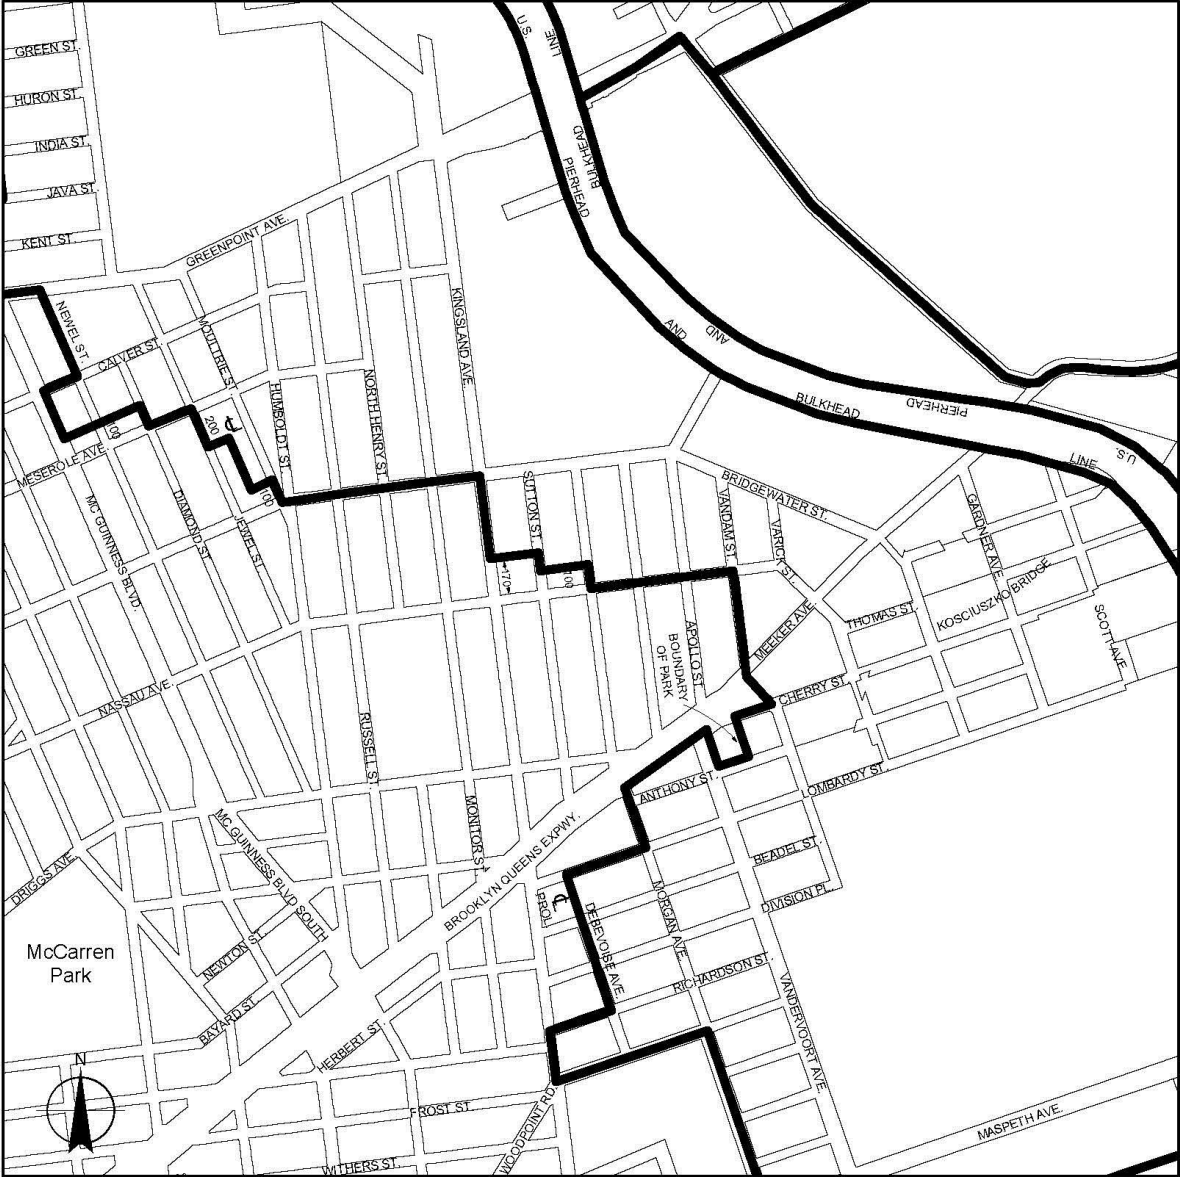 GREEN ST.
HURON ST.
INDIA ST.
JAVA ST.
KENT ST.
GREENPOINT AVE.
U.S.
LINE
BULKHEAD
PIERHEAD
AND
AND
BULKHEAD
PIERHEAD
LINE
U.S.
NEWEL ST.
CALVER ST.
MOULTRIE ST.
HUMBOLDT ST.
NORTH HENRY ST.
KINGSLAND AVE.
MESEROLE AVE.
100
200
℄
100
MC GUINNESS BLVD.
DIAMOND ST.
JEWEL ST.
SUTTON ST.
170
100
BRIDGEWATER ST.
VANDAM ST.
VARICK ST.
GARDNER AVE.
KOSCIUSZKO BRIDGE
SCOTT AVE
THOMAS ST.
MEEKER AVE.
APOLLO ST.
BOUNDARY
OF PARK
CHERRY ST.
NASSAU AVE.
RUSSELL ST.
ANTHONY ST.
LOMBARDY ST.
MC GUINNESS BLVD SOUTH
MONITOR ST.
BROOKLYN QUEENS EXPWY.
BEADEL ST.
DIVISION PL.
DRIGGS AVE.
PROL
℄
DEBEVOISE AVE.
MORGAN AVE.
McCarren
Park
NEWTON ST.
RICHARDSON ST.
VANDERVOORT AVE.
BAYARD ST.
HERBERT ST.
N
FROST ST.
WOODPOINT RD.
WITHERS ST.
MASPETH AVE.